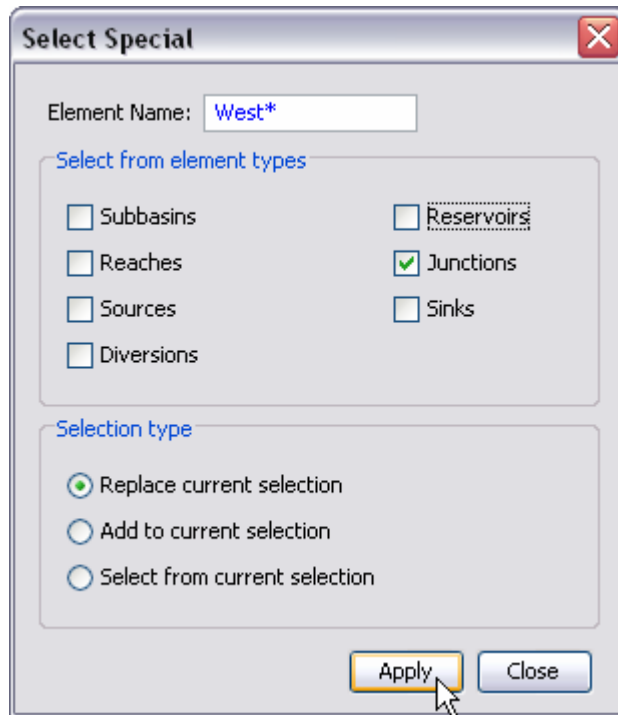 Select Special
Element Name: West*
Select from element types
Subbasins
Reservoirs
Reaches
Junctions
Sources
Sinks
Diversions
Selection type
Replace current selection
Add to current selection
Select from current selection
Apply
Close